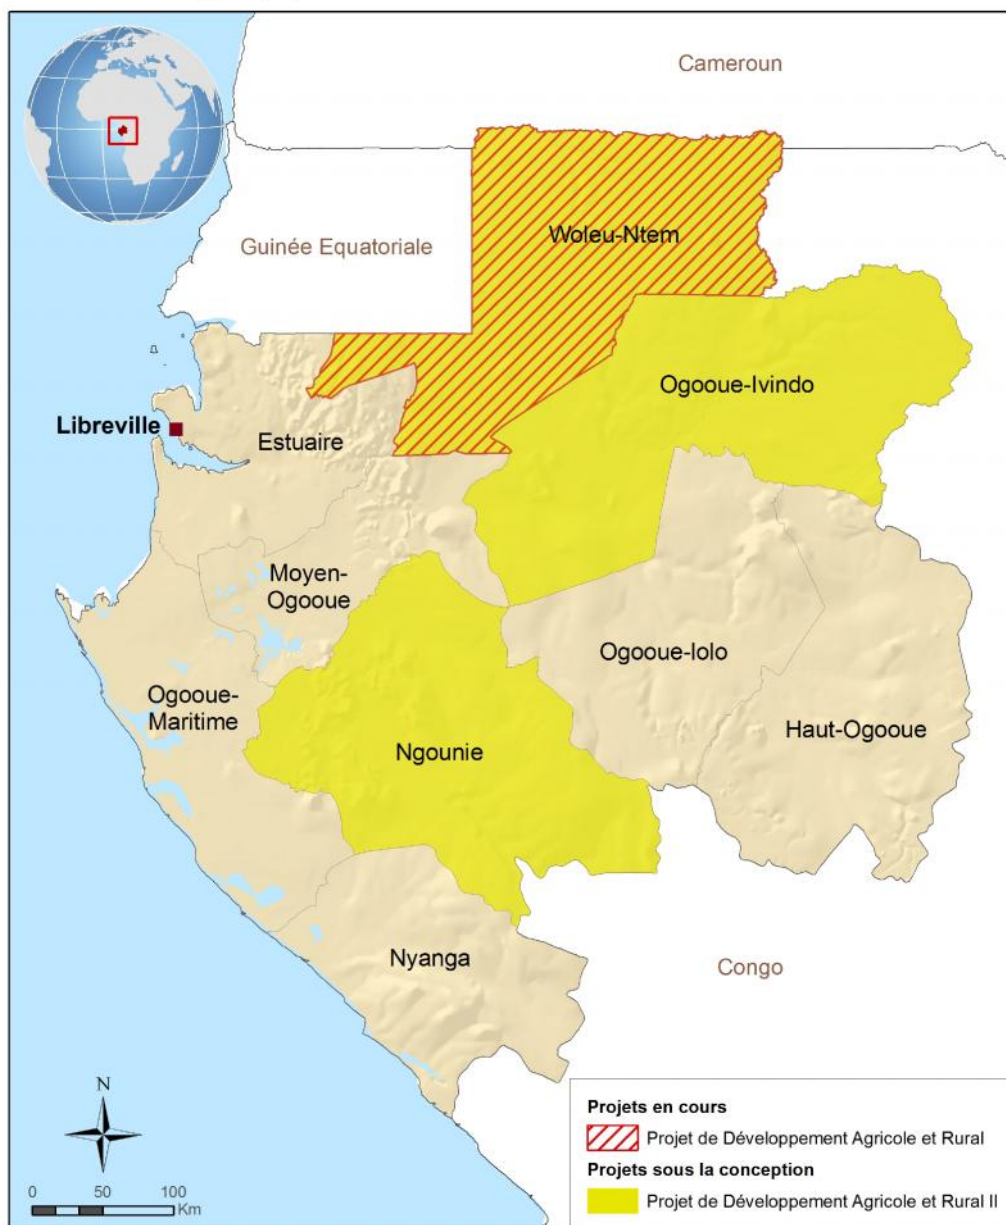 Cameroun
Guinée Equatoriale
Woleu-Ntem
Ogooue-Ivindo
Libreville
Estuaire
Moyen-
Ogooue
Ogooue-
Maritime
Ogooue-lolo
Ngounie
Haut-Ogooue
Nyanga
Congo
N
0 50 100
Km
Projets en cours
Projet de Développement Agricole et Rural
Projets sous la conception
Projet de Développement Agricole et Rural II